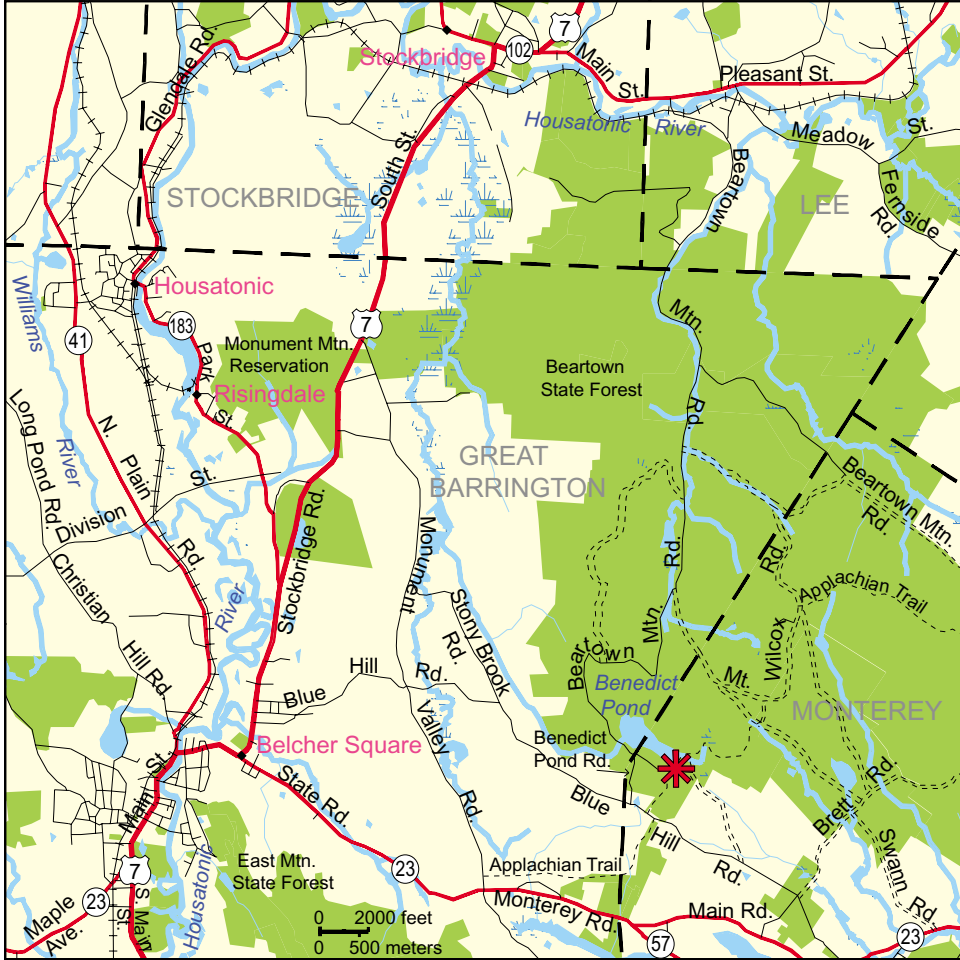 Glendale Rd.
Stockbridge
102
7
Main
St.
Pleasant St.
Housatonic
River
Meadow
St.
STOCKBRIDGE
South St.
Beartown
LEE
Fernside
Rd.
Williams
River
Housatonic
41
183
Park
St.
Monument Mtn.
Reservation
7
Risingdale
Mtn.
Rd.
Beartown
State Forest
Long Pond Rd.
N.
Plain
Rd.
GREAT
BARRINGTON
Division
St.
Beartown Mtn.
Rd.
Stockbridge Rd.
Monument
Rd.
Rd.
Christian
Hill Rd.
River
Stony Brook
Rd.
Applachian Trail
Mtn.
Beartown
Wilcox
Mt.
Hill
Rd.
Blue
Benedict
Pond
MONTEREY
Valley
Rd.
Belcher Square
Benedict
Pond Rd.
Main
St.
State Rd.
Blue
Hill
Rd.
Brett
Rd.
Swann
Rd.
7
23
Maple
Ave.
S. Main
St.
Housatonic
East Mtn.
State Forest
23
Applachian Trail
Monterey Rd.
Main Rd.
57
23
0 2000 feet
0 500 meters